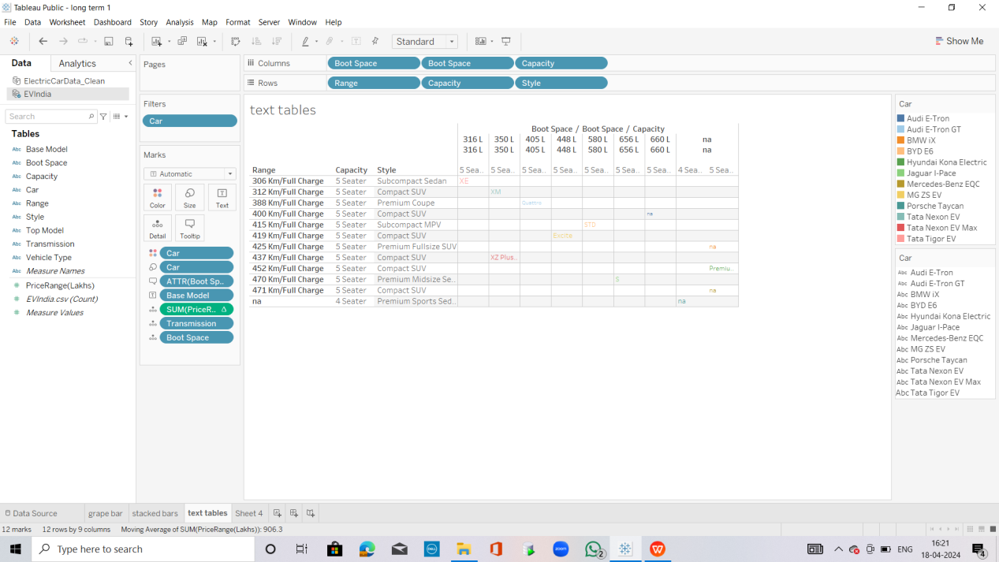 Tableau Public - long term 1
File Data Worksheet Dashboard Story Analysis Map Format Server Window Help
Standard
Show Me
Data Analytics
ElectricCarData_Clean
EVIndia
Search
Tables
Abc Base Model
Abc Boot Space
Abc Capacity
Abc Car
Abc Range
Abc Style
Abc Top Model
Abc Transmission
Abc Vehicle Type
Abc Measure Names
# PriceRange(Lakhs)
# EVIndia.csv (Count)
# Measure Values
Pages
Filters
Car
Marks
Automatic
Color Size Text
Detail Tooltip
Car
Car
ATTR(Boot Sp..
Base Model
SUM(PriceR.. Δ
Transmission
Boot Space
Columns Boot Space Boot Space Capacity
Rows Range Capacity Style
text tables
Boot Space / Boot Space / Capacity
316 L 350 L 405 L 448 L 580 L 656 L 660 L na
316 L 350 L 405 L 448 L 580 L 656 L 660 L na
Range Capacity Style 5 Sea.. 5 Sea.. 5 Sea.. 5 Sea.. 5 Sea.. 5 Sea.. 5 Sea.. 4 Sea.. 5 Sea..
306 Km/Full Charge 5 Seater Subcompact Sedan XE
312 Km/Full Charge 5 Seater Compact SUV XM
388 Km/Full Charge 5 Seater Premium Coupe Quattro
400 Km/Full Charge 5 Seater Compact SUV na
415 Km/Full Charge 5 Seater Subcompact MPV STD
419 Km/Full Charge 5 Seater Compact SUV Excite
425 Km/Full Charge 5 Seater Premium Fullsize SUV na
437 Km/Full Charge 5 Seater Compact SUV XZ Plus..
452 Km/Full Charge 5 Seater Compact SUV Premiu..
470 Km/Full Charge 5 Seater Premium Midsize Se.. S
471 Km/Full Charge 5 Seater Compact SUV na
na 4 Seater Premium Sports Sed.. na
Car
Audi E-Tron
Audi E-Tron GT
BMW iX
BYD E6
Hyundai Kona Electric
Jaguar I-Pace
Mercedes-Benz EQC
MG ZS EV
Porsche Taycan
Tata Nexon EV
Tata Nexon EV Max
Tata Tigor EV
Car
Abc Audi E-Tron
Abc Audi E-Tron GT
Abc BMW iX
Abc BYD E6
Abc Hyundai Kona Electric
Abc Jaguar I-Pace
Abc Mercedes-Benz EQC
Abc MG ZS EV
Abc Porsche Taycan
Abc Tata Nexon EV
Abc Tata Nexon EV Max
Abc Tata Tigor EV
Data Source grape bar stacked bars text tables Sheet 4
12 marks 12 rows by 9 columns Moving Average of SUM(PriceRange(Lakhs)): 906.3
Type here to search
DELL
zoom
2
ENG
16:21
18-04-2024
4